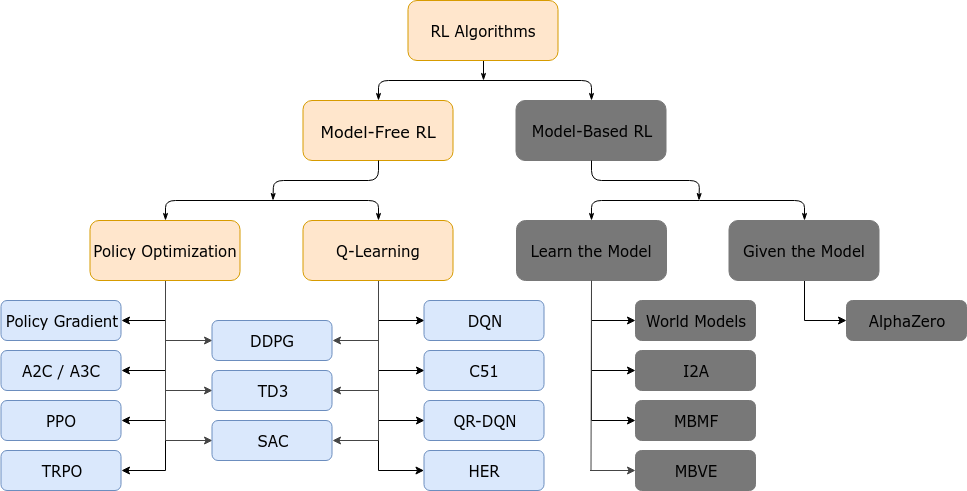 RL Algorithms
Model-Free RL
Model-Based RL
Policy Optimization
Q-Learning
Learn the Model
Given the Model
Policy Gradient
A2C / A3C
PPO
TRPO
DDPG
TD3
SAC
DQN
C51
QR-DQN
HER
World Models
I2A
MBMF
MBVE
AlphaZero